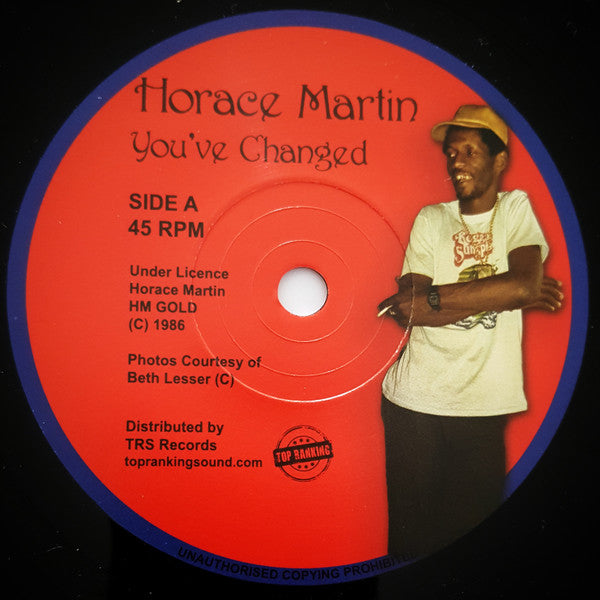 Horace Martin
You've Changed
SIDE A
45 RPM
Under Licence
Horace Martin
HM GOLD
(C) 1986
Photos Courtesy of
Beth Lesser (C)
Distributed by
TRS Records
toprankingsound.com
TOP RANKING
UNAUTHORISED COPYING PROHIBITED